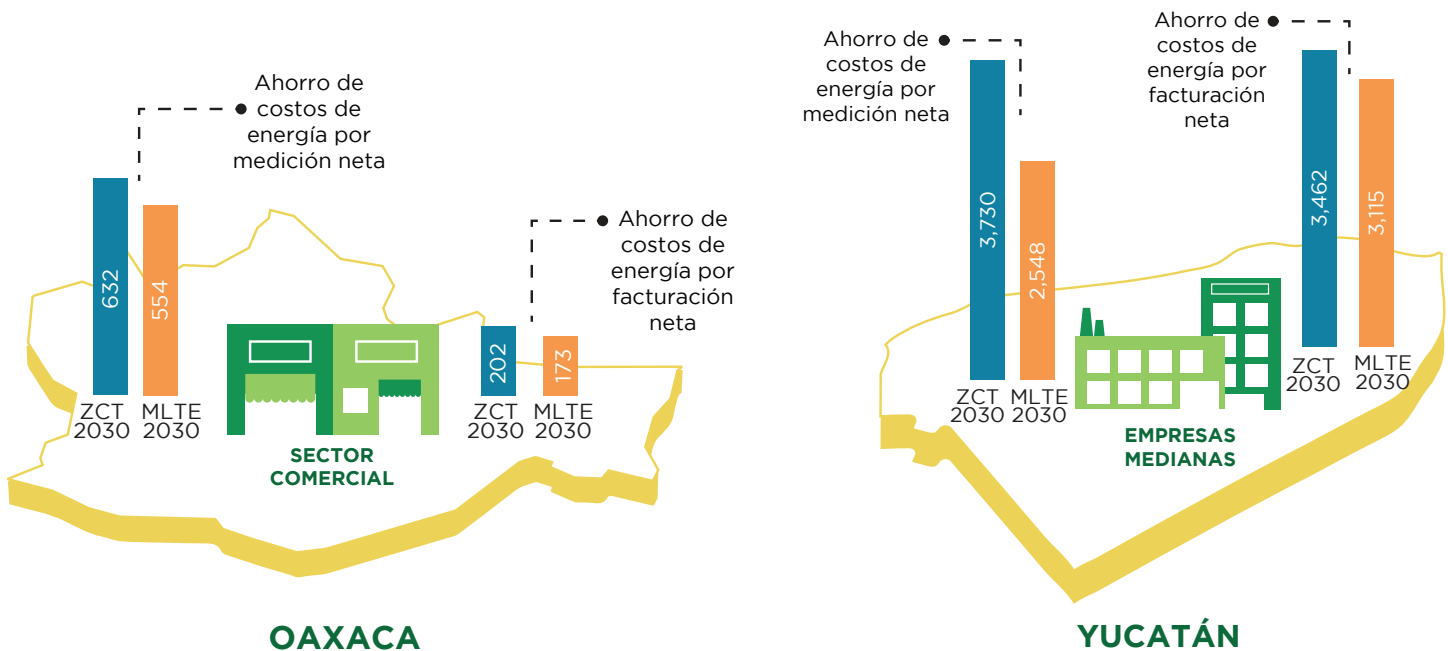 Ahorro de
costos de
energía por
medición neta
632
554
ZCT
2030
MLTE
2030
Ahorro de
costos de
energía por
facturación
neta
202
173
ZCT
2030
MLTE
2030
SECTOR
COMERCIAL
OAXACA
Ahorro de
costos de
energía por
medición neta
3,730
2,548
ZCT
2030
MLTE
2030
Ahorro de
costos de
energía por
facturación
neta
3,462
3,115
ZCT
2030
MLTE
2030
EMPRESAS
MEDIANAS
YUCATÁN